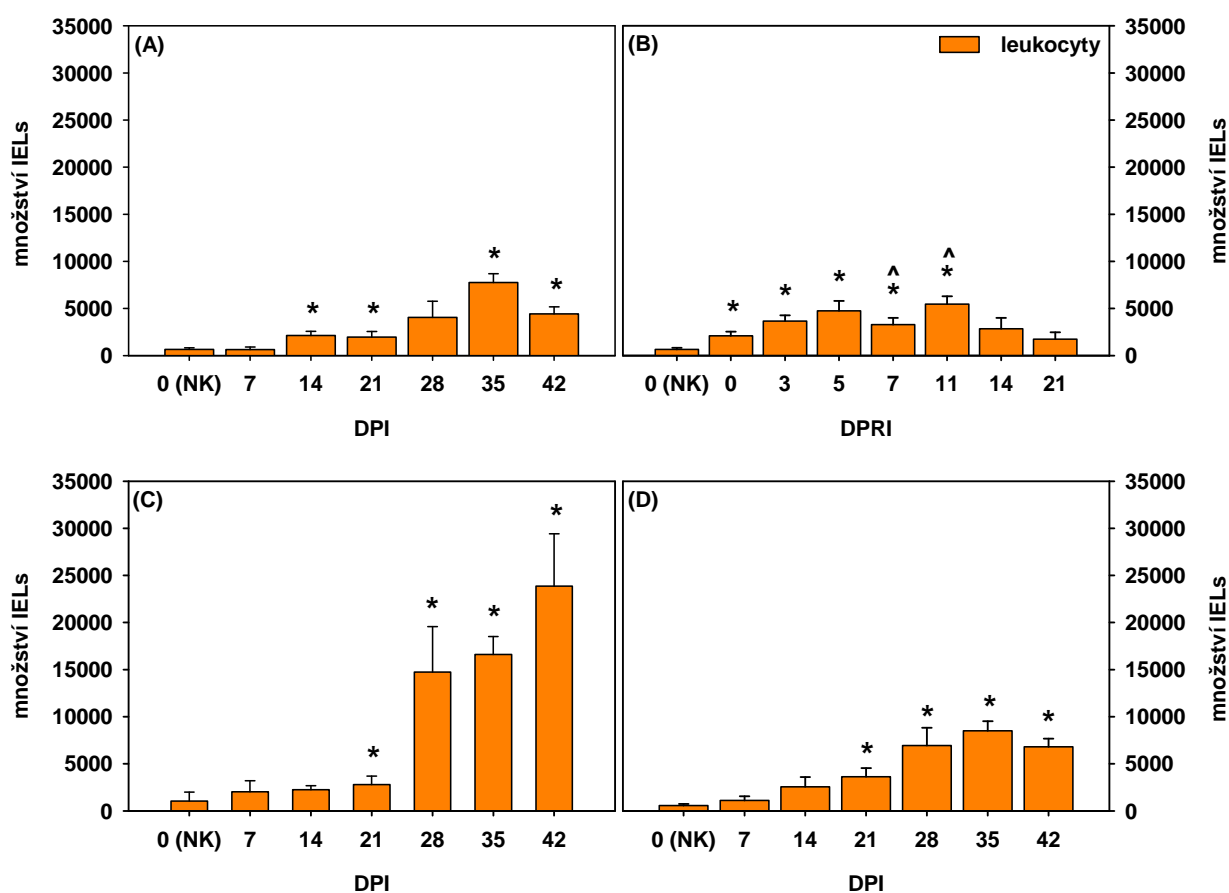 (A)
35000
30000
25000
20000
15000
10000
5000
0
množství IELs
* * * *
0 (NK) 7 14 21 28 35 42
DPI
(B)
leukocyty
35000
30000
25000
20000
15000
10000
5000
0
množství IELs
^ ^
* * * * *
0 (NK) 0 3 5 7 11 14 21
DPRI
(C)
35000
30000
25000
20000
15000
10000
5000
0
množství IELs
* * * *
0 (NK) 7 14 21 28 35 42
DPI
(D)
35000
30000
25000
20000
15000
10000
5000
0
množství IELs
* * * *
0 (NK) 7 14 21 28 35 42
DPI